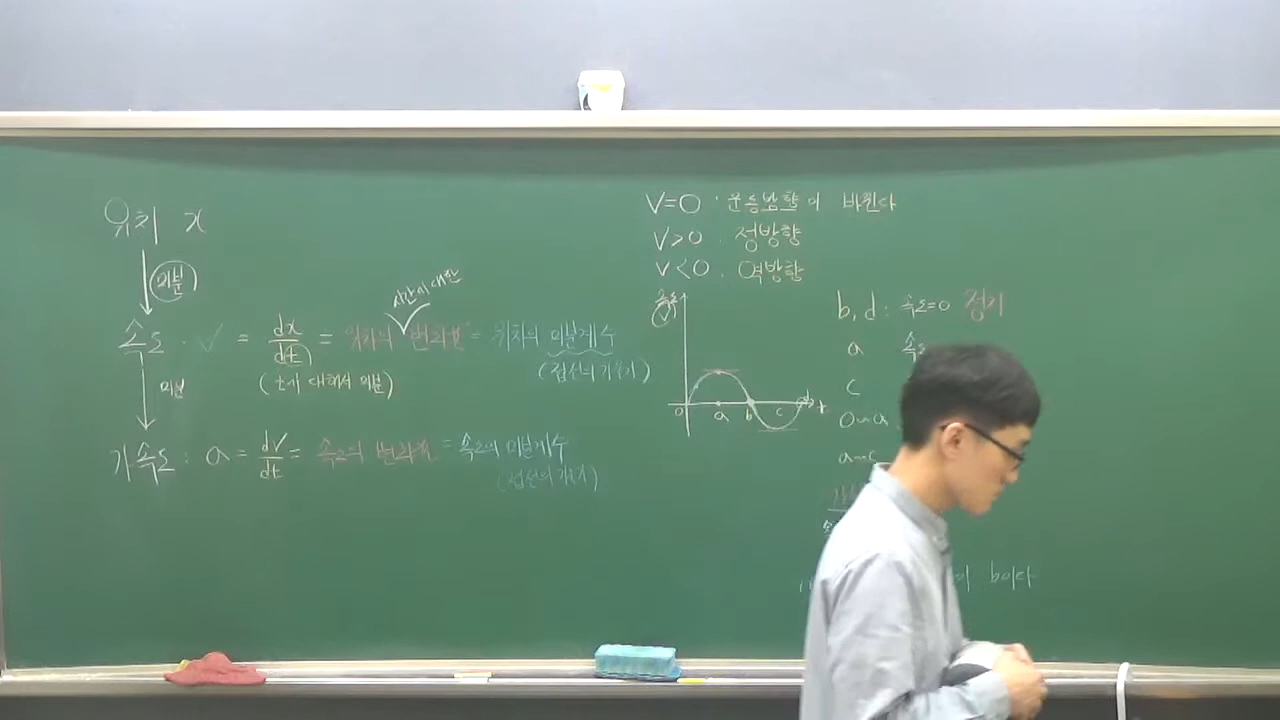 위치 x
미분
속도 . v = dx/dt = 위치의 변화율 = 위치의 미분계수
시간에 대한
(t에 대해서 미분)
(접선의 기울기)
미분
가속도 : a = dv/dt = 속도의 변화율 = 속도의 미분계수
(접선의 기울기)
V=0 . 운동방향이 바뀐다
V>0 . 정방향
V<0 . 역방향
속도
(V)
0 a b c d t
b, d : 속도=0 정지
a 속도
c
0~a
a~c
b이다